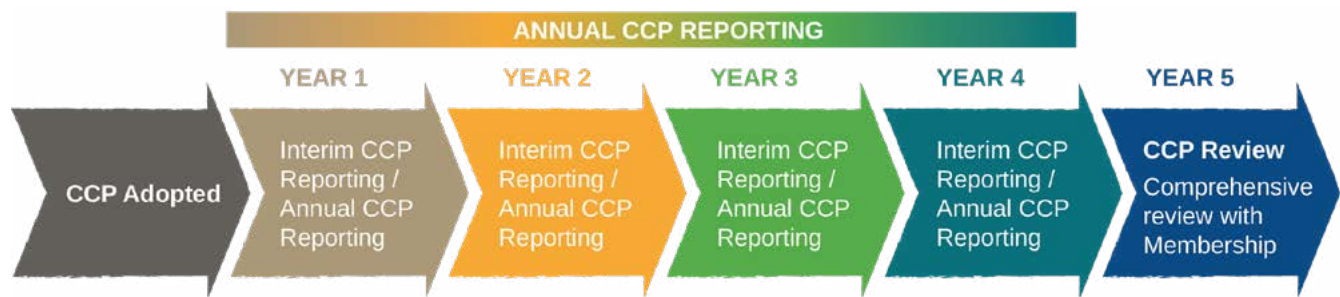 ANNUAL CCP REPORTING
YEAR 1
YEAR 2
YEAR 3
YEAR 4
YEAR 5
CCP Adopted
Interim CCP
Reporting /
Annual CCP
Reporting
Interim CCP
Reporting /
Annual CCP
Reporting
Interim CCP
Reporting /
Annual CCP
Reporting
Interim CCP
Reporting /
Annual CCP
Reporting
CCP Review
Comprehensive
review with
Membership